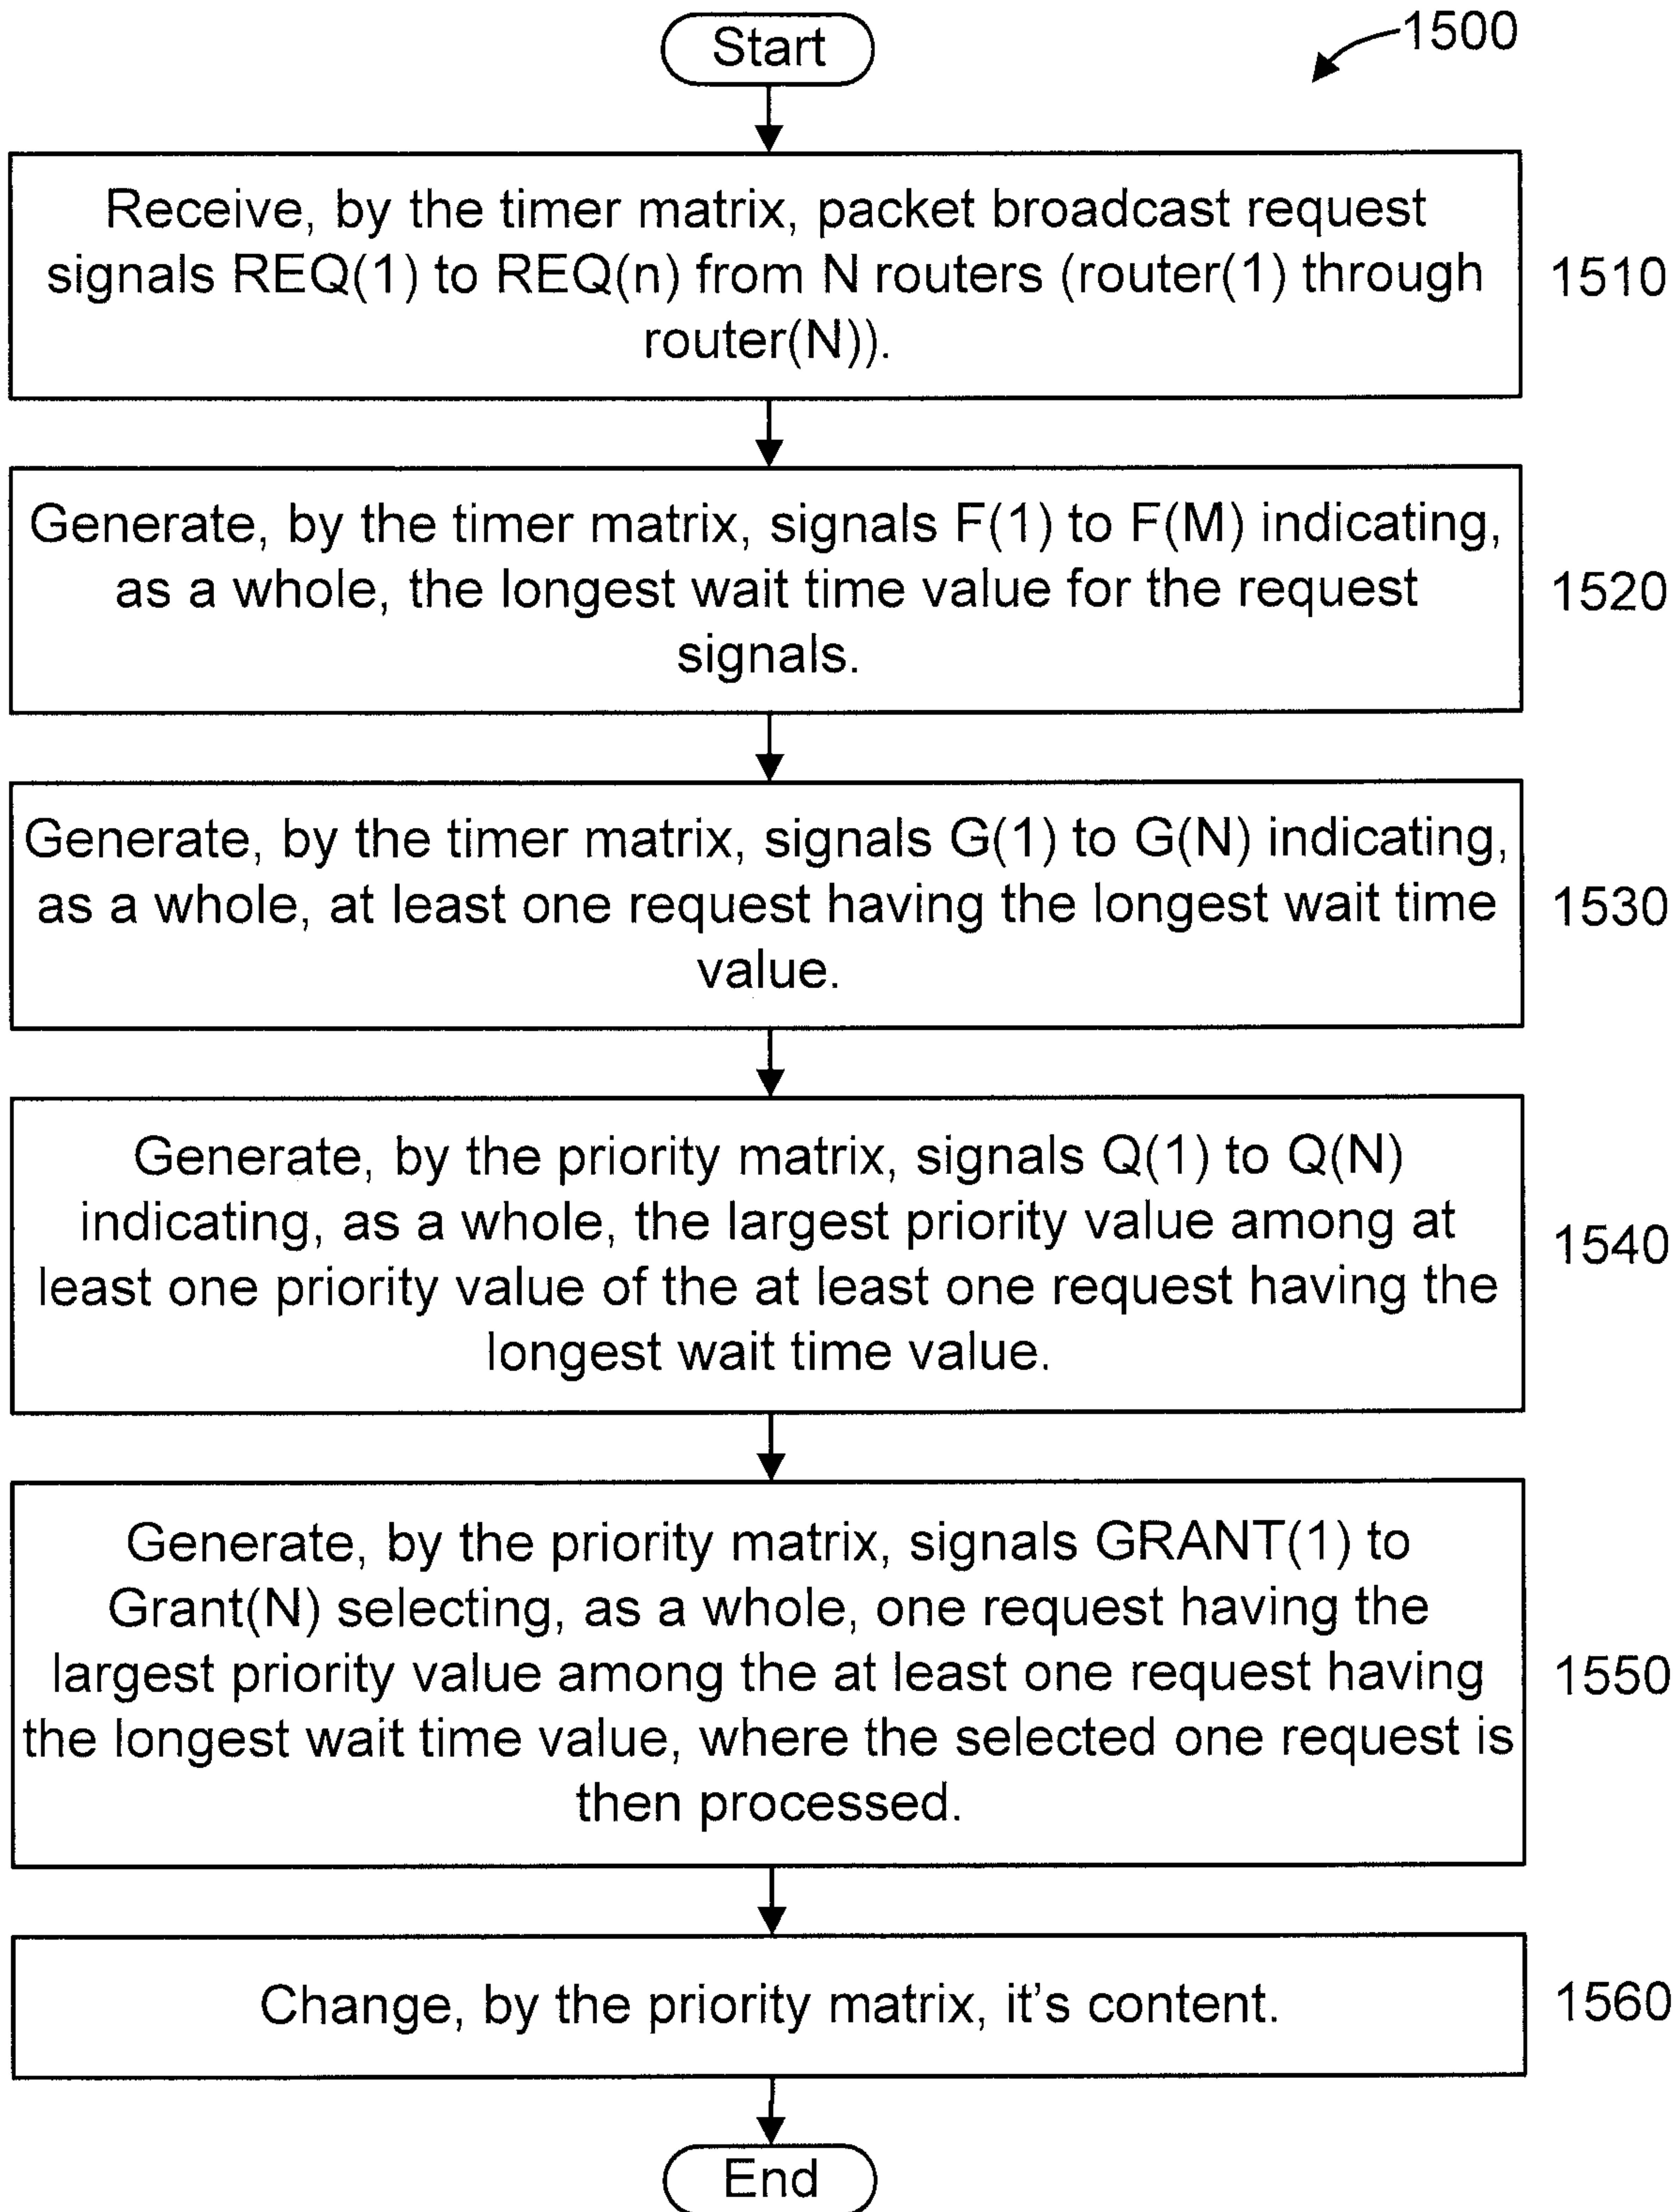 Start
1500
Receive, by the timer matrix, packet broadcast request
signals REQ(1) to REQ(n) from N routers (router(1) through
router(N)).
1510
Generate, by the timer matrix, signals F(1) to F(M) indicating,
as a whole, the longest wait time value for the request
signals.
1520
Generate, by the timer matrix, signals G(1) to G(N) indicating,
as a whole, at least one request having the longest wait time
value.
1530
Generate, by the priority matrix, signals Q(1) to Q(N)
indicating, as a whole, the largest priority value among at
least one priority value of the at least one request having the
longest wait time value.
1540
Generate, by the priority matrix, signals GRANT(1) to
Grant(N) selecting, as a whole, one request having the
largest priority value among the at least one request having
the longest wait time value, where the selected one request is
then processed.
1550
Change, by the priority matrix, it's content.
1560
End